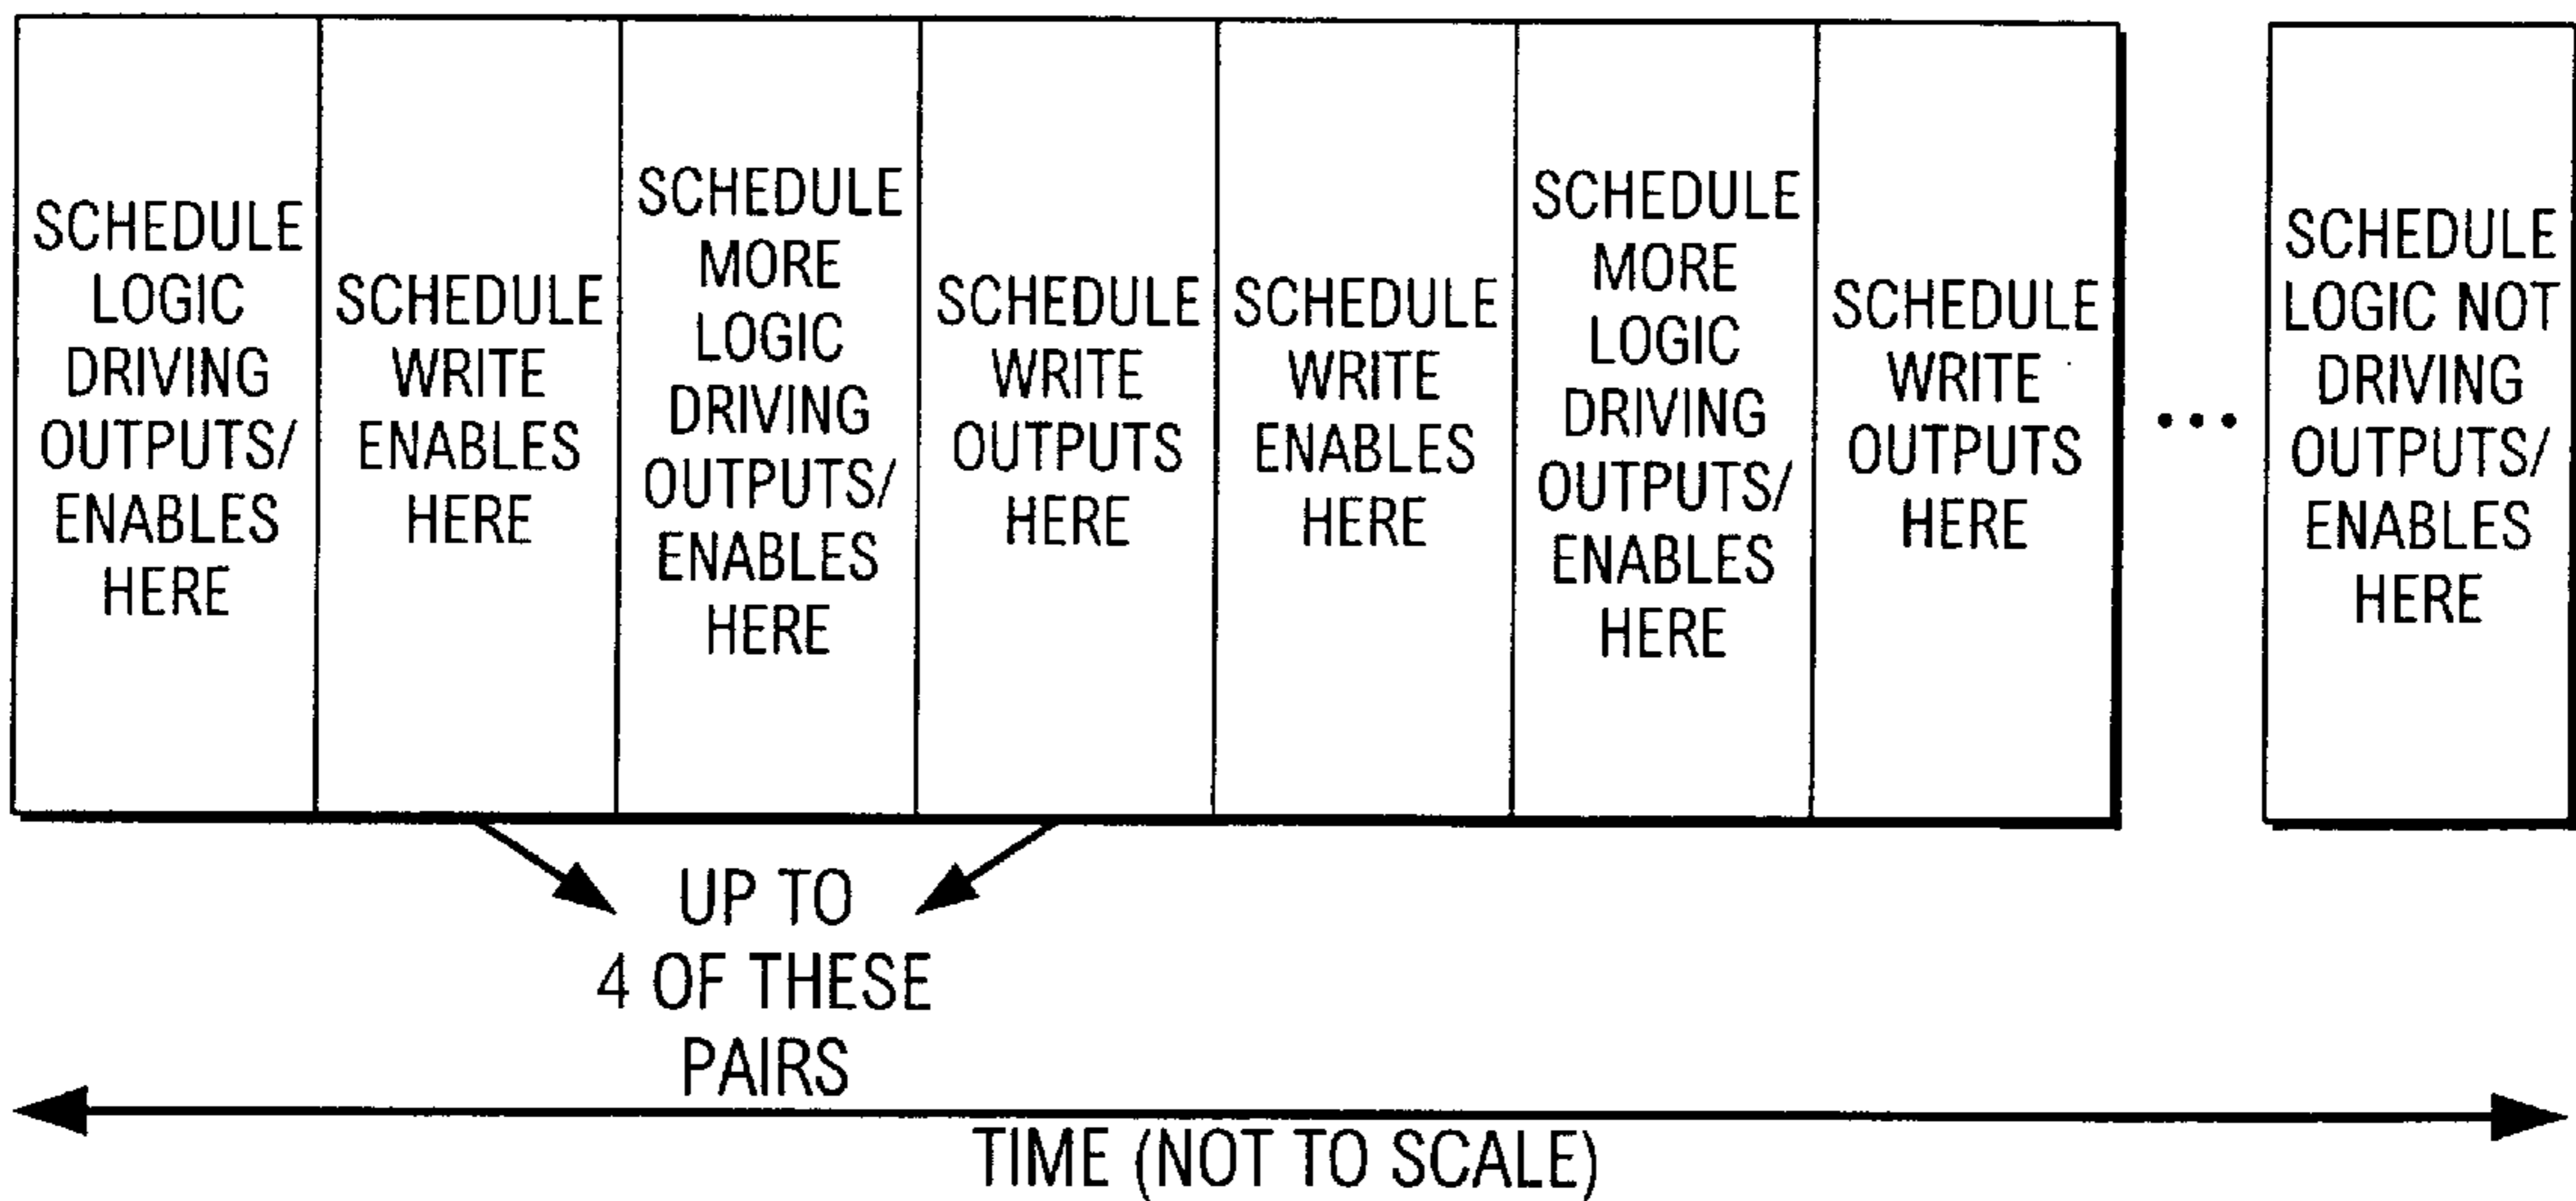 SCHEDULE
LOGIC
DRIVING
OUTPUTS/
ENABLES
HERE
SCHEDULE
WRITE
ENABLES
HERE
SCHEDULE
MORE
LOGIC
DRIVING
OUTPUTS/
ENABLES
HERE
SCHEDULE
WRITE
OUTPUTS
HERE
SCHEDULE
WRITE
ENABLES
HERE
SCHEDULE
MORE
LOGIC
DRIVING
OUTPUTS/
ENABLES
HERE
SCHEDULE
WRITE
OUTPUTS
HERE
...
SCHEDULE
LOGIC NOT
DRIVING
OUTPUTS/
ENABLES
HERE
UP TO
4 OF THESE
PAIRS
TIME (NOT TO SCALE)